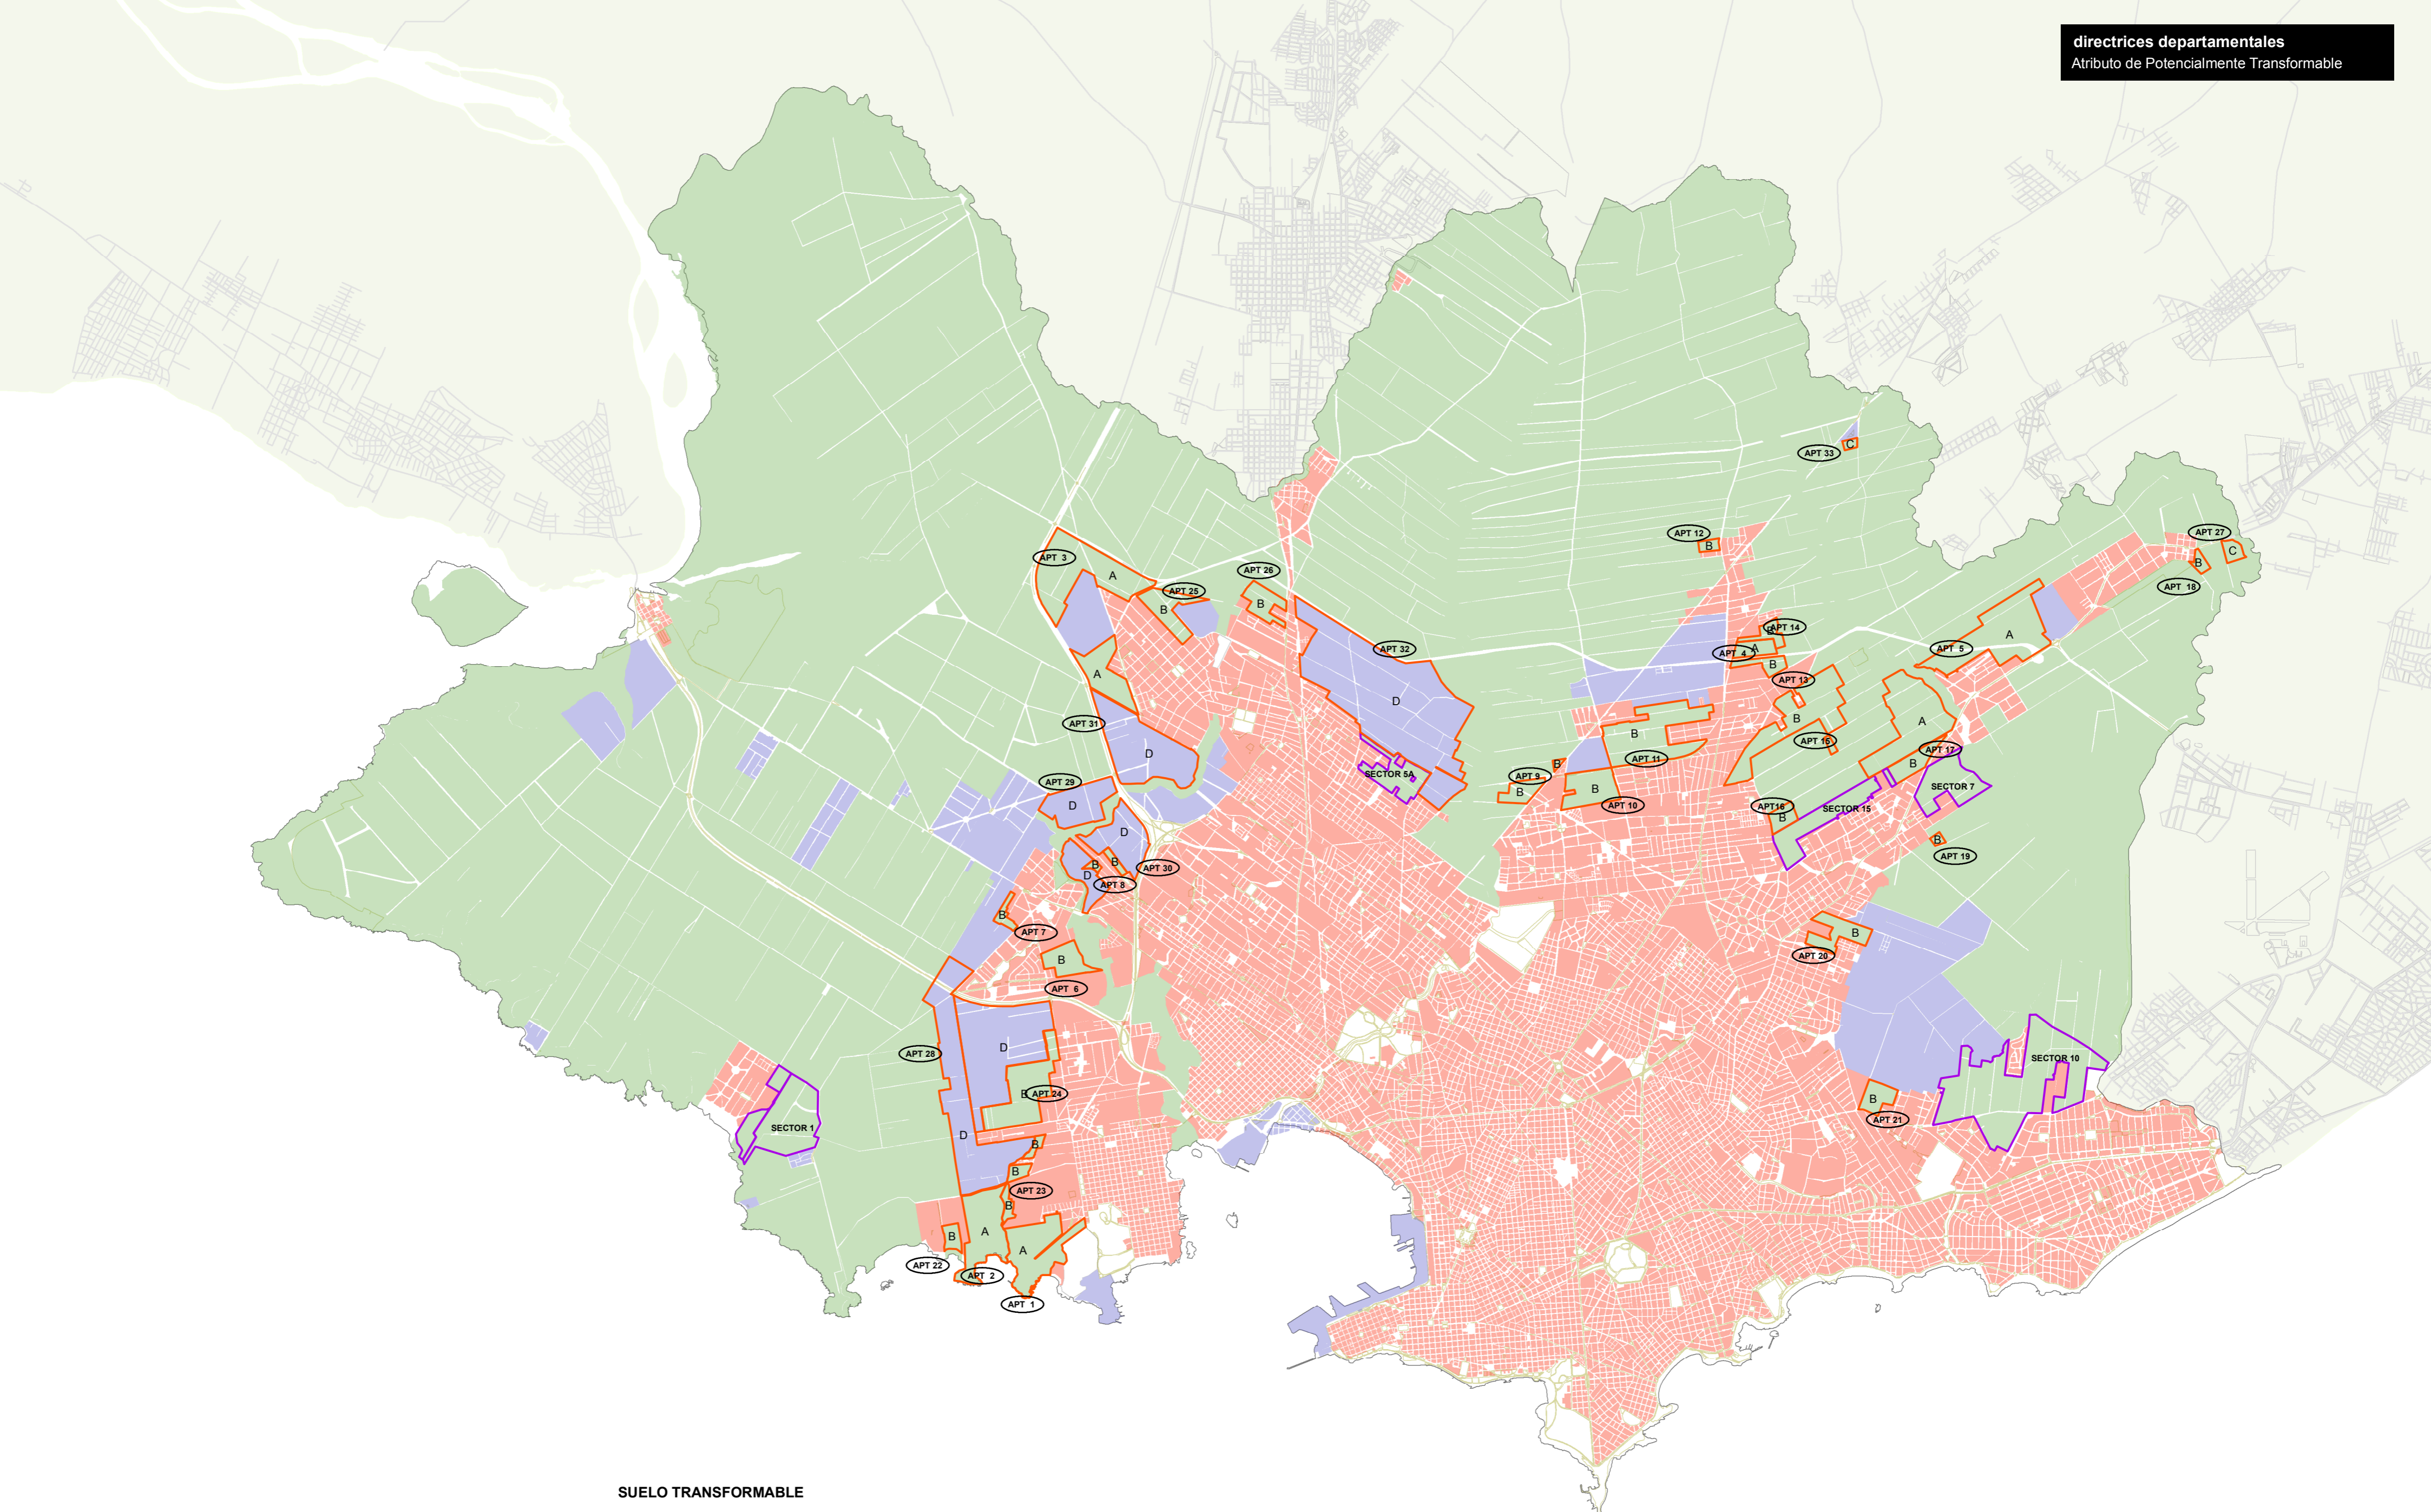 directrices departamentales
Atributo de Potencialmente Transformable
APT 33
C
APT 12
B
APT 27
C
B
APT 18
APT 3
A
APT 25
B
APT 26
B
APT 14
B
APT 4
A
B
APT 13
APT 5
A
APT 32
D
A
APT 31
D
B
APT 15
A
APT 17
B
B
APT 11
B
APT 9
B
B
APT 10
SECTOR 5A
SECTOR 7
APT16
B
SECTOR 15
B
APT 19
APT 29
D
D
B
B
D
APT 30
APT 8
B
APT 7
B
APT 6
B
APT 20
APT 28
D
B
APT 24
D
SECTOR 10
B
APT 21
SECTOR 1
B
B
APT 23
B
B
A
A
APT 22
APT 2
APT 1
SUELO TRANSFORMABLE